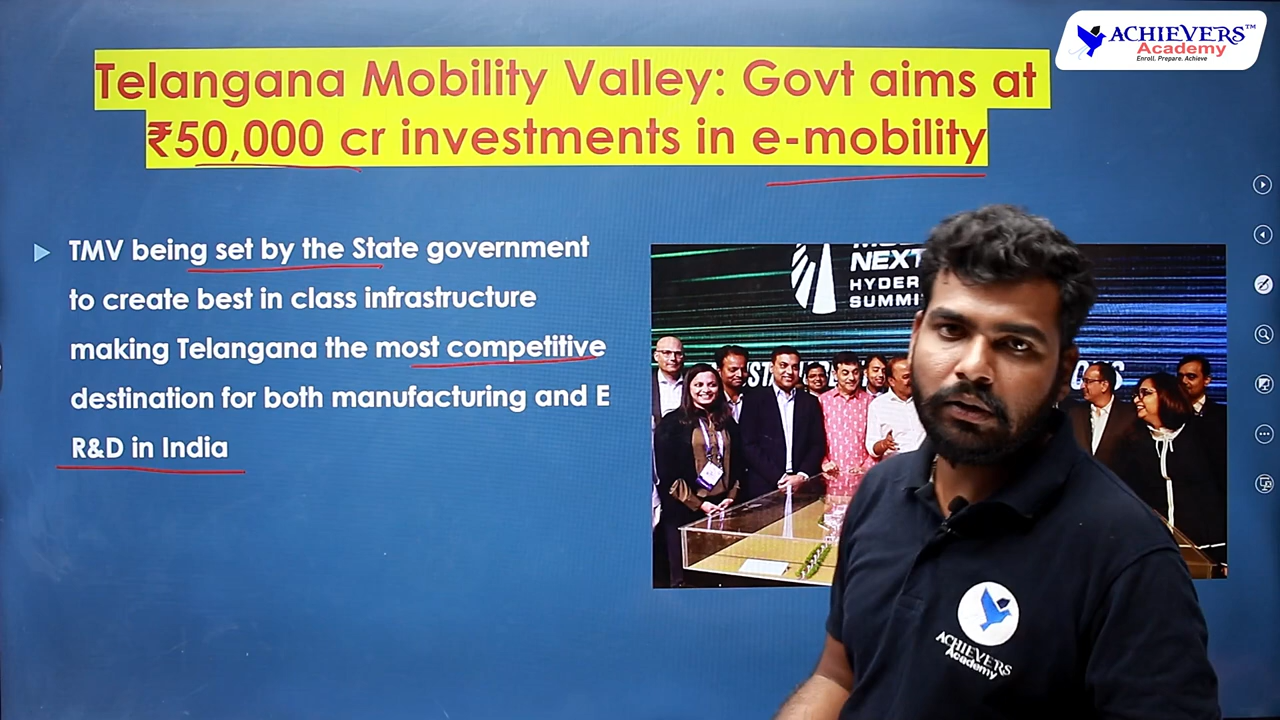 ACHIEVERS™
Academy
Enroll. Prepare. Achieve
Telangana Mobility Valley: Govt aims at
₹50,000 cr investments in e-mobility
TMV being set by the State government
to create best in class infrastructure
making Telangana the most competitive
destination for both manufacturing and E
R&D in India
NEXT
HYDER
SUMMI
ACHIEVERS
Academy